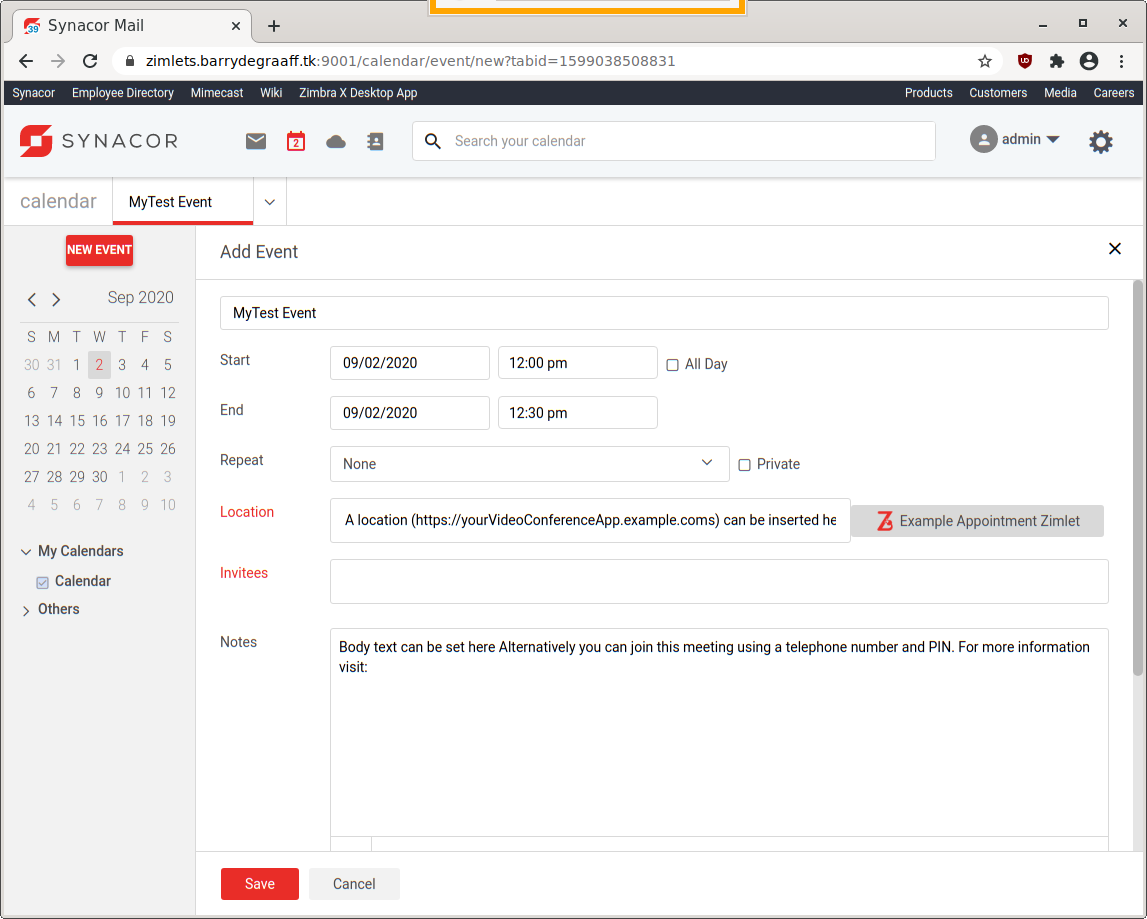 39 Synacor Mail
zimlets.barrydegraaff.tk:9001/calendar/event/new?tabid=1599038508831 UD
Synacor Employee Directory Mimecast Wiki Zimbra X Desktop App Products Customers Media Careers
SYNACOR 2 Search your calendar admin
calendar MyTest Event
NEW EVENT
Sep 2020
S M T W T F S
30 31 1 2 3 4 5
6 7 8 9 10 11 12
13 14 15 16 17 18 19
20 21 22 23 24 25 26
27 28 29 30 1 2 3
4 5 6 7 8 9 10
My Calendars
Calendar
Others
Add Event
MyTest Event
Start 09/02/2020 12:00 pm All Day
End 09/02/2020 12:30 pm
Repeat None Private
Location A location (https://yourVideoConferenceApp.example.coms) can be inserted he Example Appointment Zimlet
Invitees
Notes Body text can be set here Alternatively you can join this meeting using a telephone number and PIN. For more information
visit:
Save Cancel